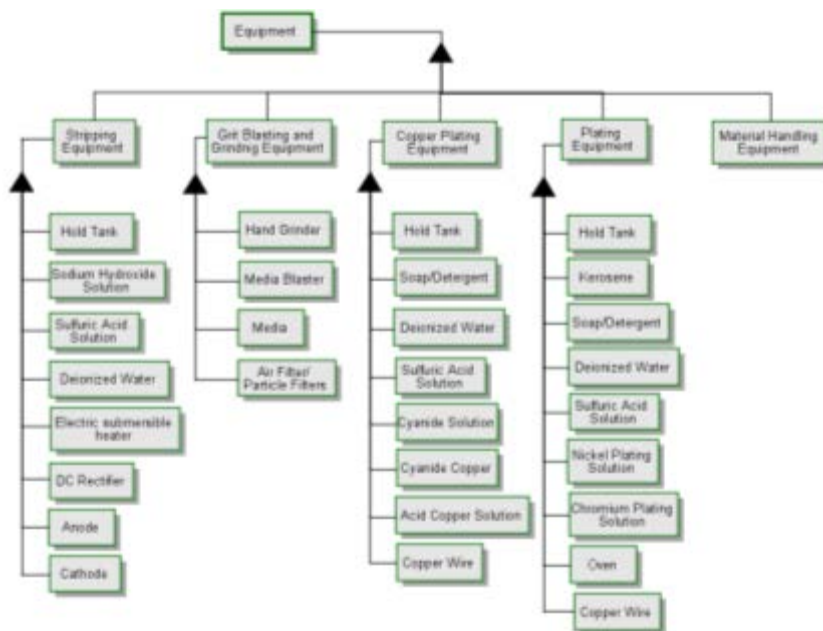 Equipment
Stripping
Equipment
Grit Blasting and
Grindnig Equipment
Copper Plating
Equipment
Plating
Equipment
Material Handling
Equipment
Hold Tank
Sodium Hydroxide
Solution
Sulfuric Acid
Solution
Deionized Water
Electric submersible
heater
DC Rectifier
Anode
Cathode
Hand Grinder
Media Blaster
Media
Air Filter/
Particle Filters
Hold Tank
Soap/Detergent
Deionized Water
Sulfuric Acid
Solution
Cyanide Solution
Cyanide Copper
Acid Copper Solution
Copper Wire
Hold Tank
Kerosene
Soap/Detergent
Deionized Water
Sulfuric Acid
Solution
Nickel Plating
Solution
Chromium Plating
Solution
Oven
Copper Wire